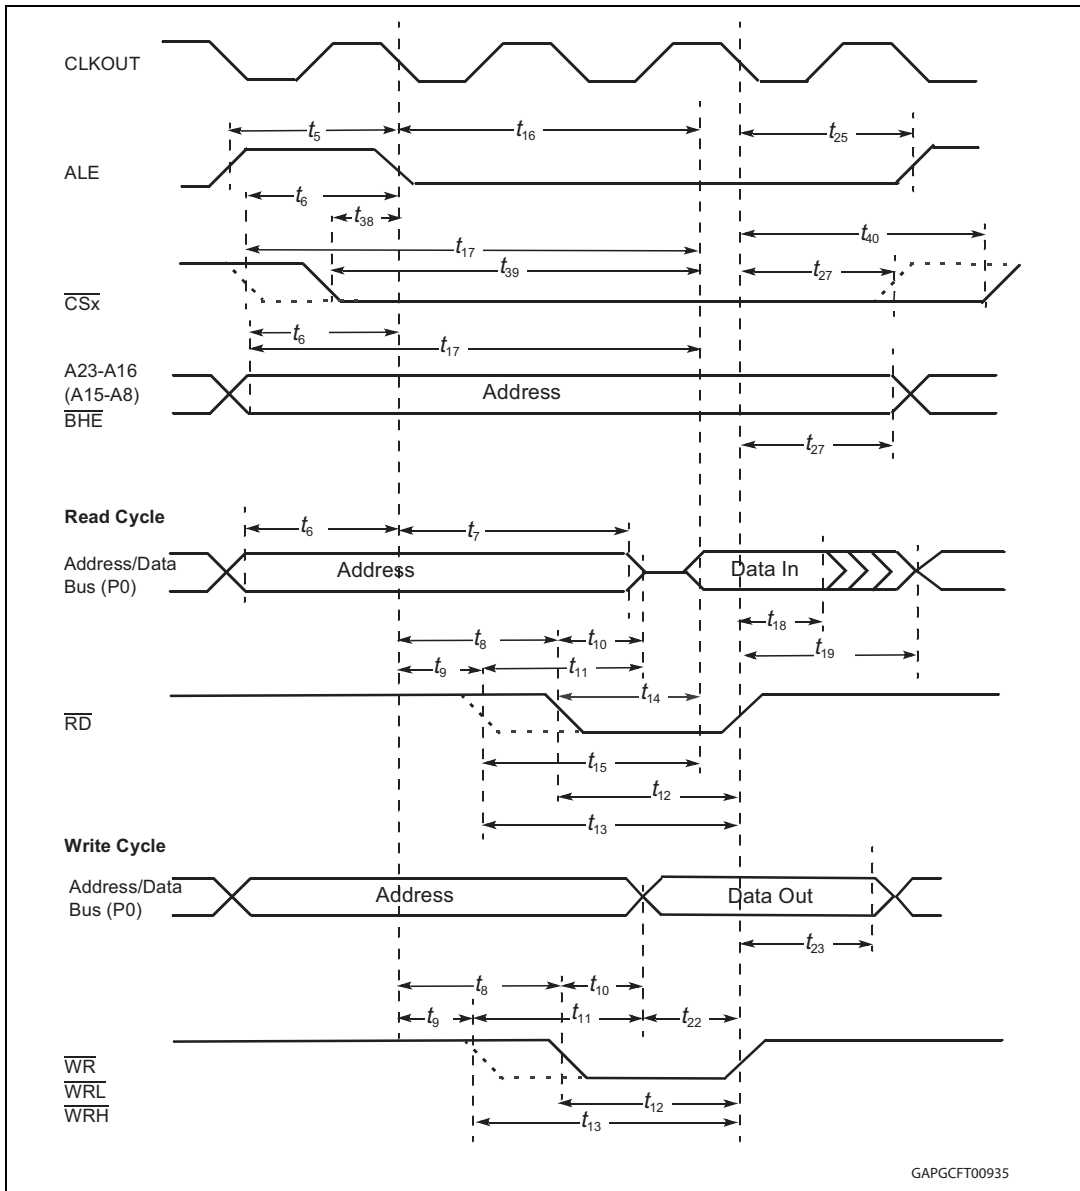 CLKOUT
t5 t16 t25
ALE
t6
t38
t40
t17
t39 t27
CSx
t6
t17
A23-A16
(A15-A8)
BHE
Address
t27
Read Cycle
t6 t7
Address/Data
Bus (P0)
Address Data In
t18
t8 t10
t19
t9 t11
t14
RD
t15
t12
t13
Write Cycle
Address/Data
Bus (P0)
Address Data Out
t23
t8 t10
t9 t11 t22
WR
WRL
WRH
t12
t13
GAPGCFT00935